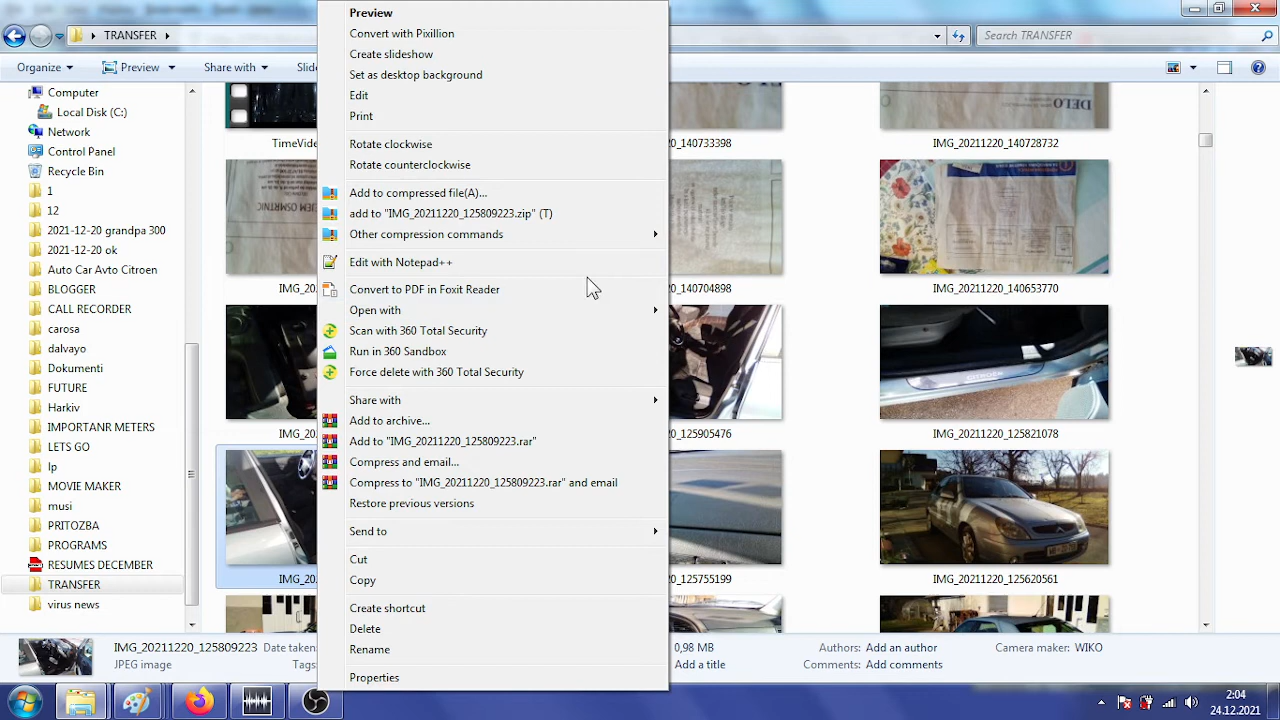 TRANSFER
Search TRANSFER
Organize
Preview
Share with
Computer
Local Disk (C:)
Network
Control Panel
Recycle Bin
12
2021-12-20 grandpa 300
2021-12-20 ok
Auto Car Avto Citroen
BLOGGER
CALL RECORDER
carosa
dalvayo
Dokumenti
FUTURE
Harkiv
IMPORTANR METERS
LETS GO
lp
MOVIE MAKER
musi
PRITOZBA
PROGRAMS
RESUMES DECEMBER
TRANSFER
virus news
Preview
Convert with Pixillion
Create slideshow
Set as desktop background
Edit
Print
Rotate clockwise
Rotate counterclockwise
Add to compressed file(A)...
add to "IMG_20211220_125809223.zip" (T)
Other compression commands
Edit with Notepad++
Convert to PDF in Foxit Reader
Open with
Scan with 360 Total Security
Run in 360 Sandbox
Force delete with 360 Total Security
Share with
Add to archive...
Add to "IMG_20211220_125809223.rar"
Compress and email...
Compress to "IMG_20211220_125809223.rar" and email
Restore previous versions
Send to
Cut
Copy
Create shortcut
Delete
Rename
Properties
DELO
20_140733398
IMG_20211220_140728732
20_140704898
IMG_20211220_140653770
CITROËN
20_125905476
IMG_20211220_125821078
20_125755199
IMG_20211220_125620561
IMG_20211220_125809223
JPEG image
Date taken:
Tags:
0,98 MB
Add a title
Authors: Add an author
Comments: Add comments
Camera maker: WIKO
2:04
24.12.2021